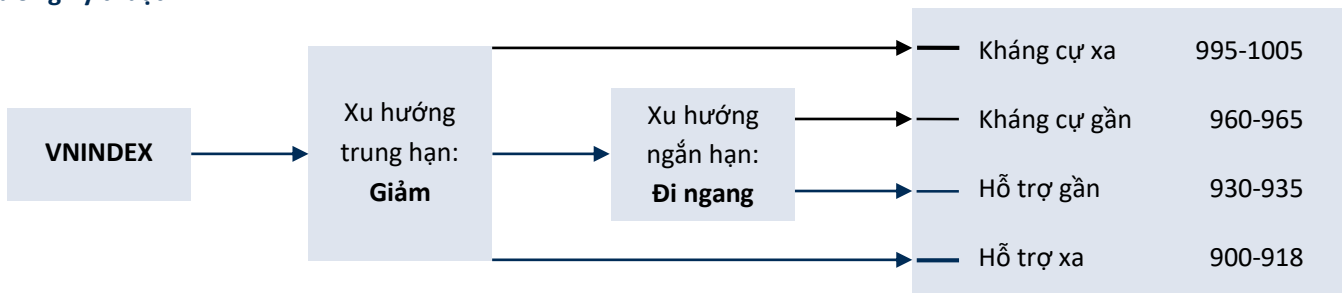 Kháng cự xa 995-1005
Xu hướng
trung hạn:
Giảm
Xu hướng
ngắn hạn:
Đi ngang
Kháng cự gần 960-965
VNINDEX
Hỗ trợ gần 930-935
Hỗ trợ xa 900-918